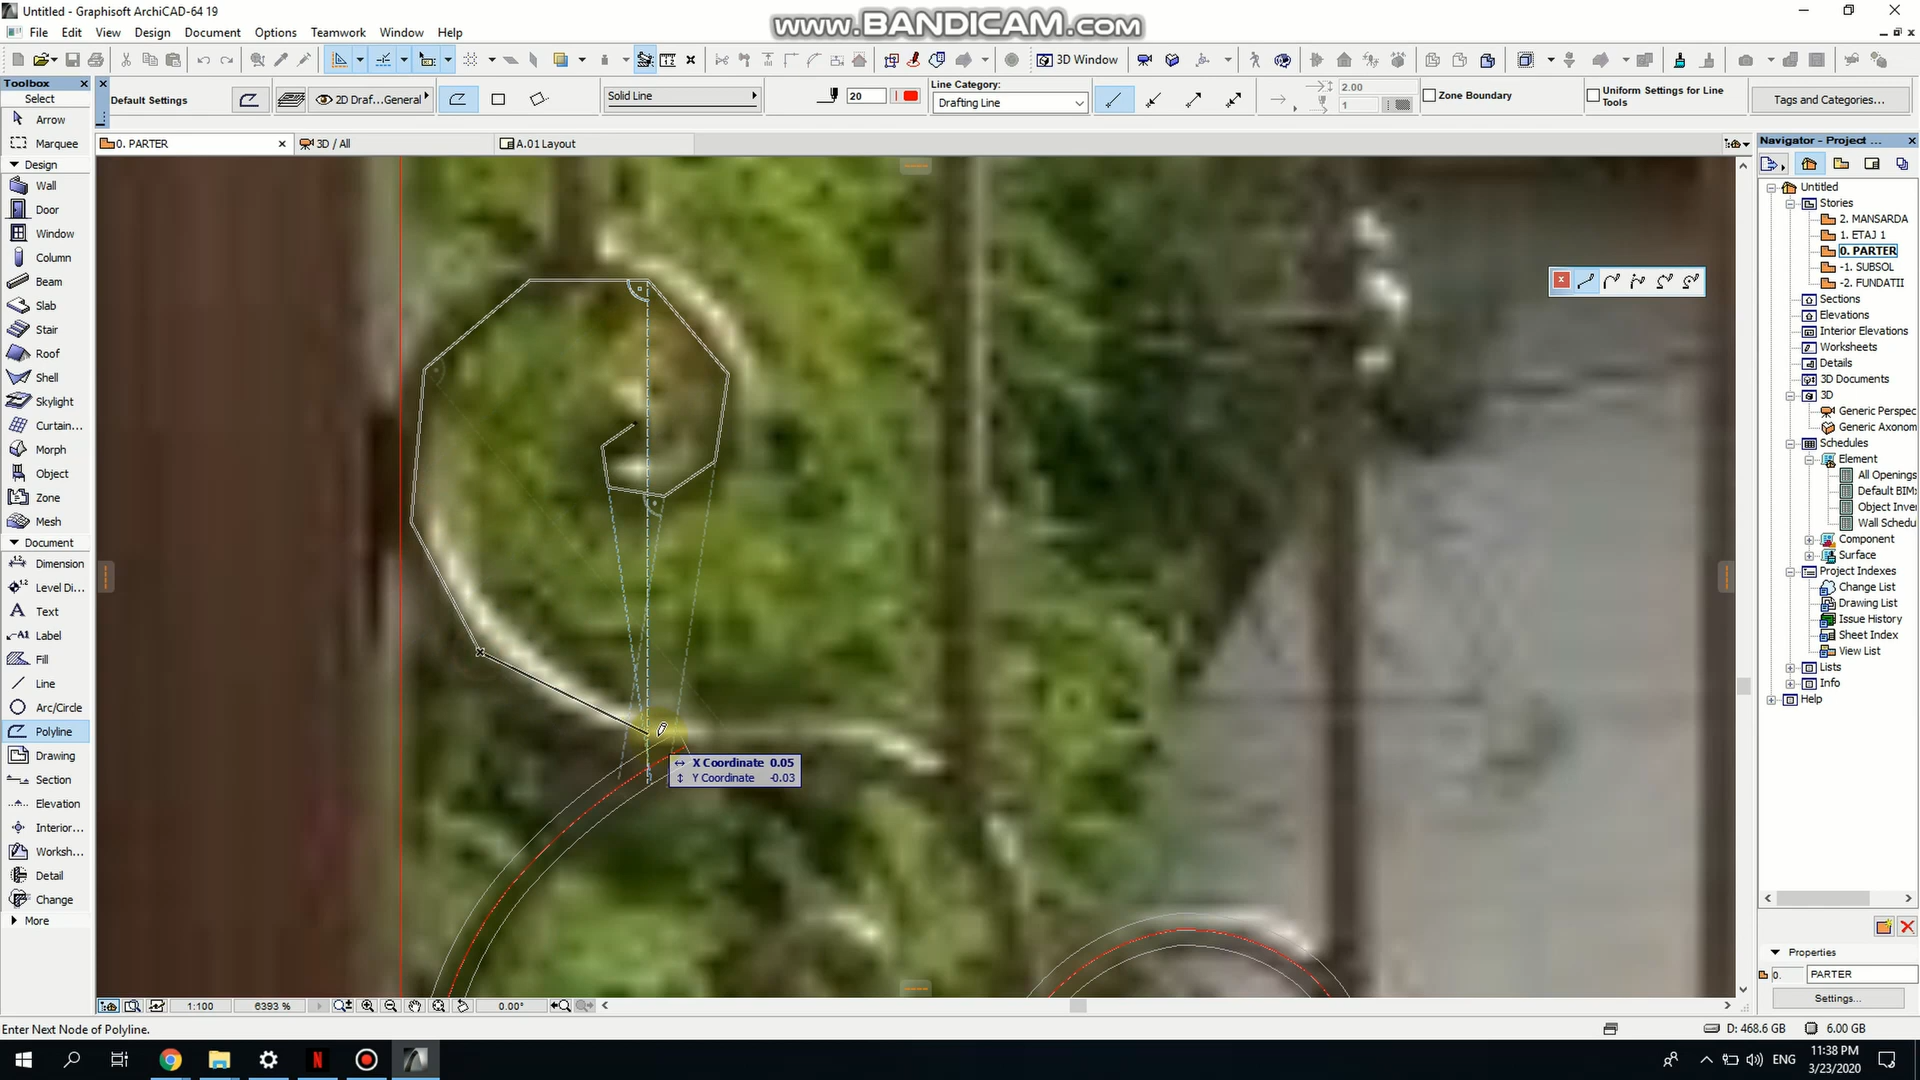 Untitled - Graphisoft ArchiCAD-64 19
www.BANDICAM.com
File Edit View Design Document Options Teamwork Window Help
3D Window
Toolbox
Select
Arrow
Marquee
Design
Wall
Door
Window
Column
Beam
Slab
Stair
Roof
Shell
Skylight
Curtain...
Morph
Object
Zone
Mesh
Document
Dimension
Level Di...
Text
Label
Fill
Line
Arc/Circle
Polyline
Drawing
Section
Elevation
Interior...
Worksh...
Detail
Change
More
Default Settings
2D Draf...General
Solid Line
20
Line Category:
Drafting Line
2.00
1
Zone Boundary
Uniform Settings for Line Tools
Tags and Categories...
0. PARTER
3D / All
A.01 Layout
X Coordinate 0.05
Y Coordinate -0.03
Navigator - Project ...
Untitled
Stories
2. MANSARDA
1. ETAJ 1
0. PARTER
-1. SUBSOL
-2. FUNDATII
Sections
Elevations
Interior Elevations
Worksheets
Details
3D Documents
3D
Generic Perspec
Generic Axonom
Schedules
Element
All Openings
Default BIMx
Object Inver
Wall Schedu
Component
Surface
Project Indexes
Change List
Drawing List
Issue History
Sheet Index
View List
Lists
Info
Help
Properties
0. PARTER
Settings...
1:100 6393 % 0.00°
Enter Next Node of Polyline.
D: 468.6 GB 6.00 GB
ENG
11:38 PM
3/23/2020